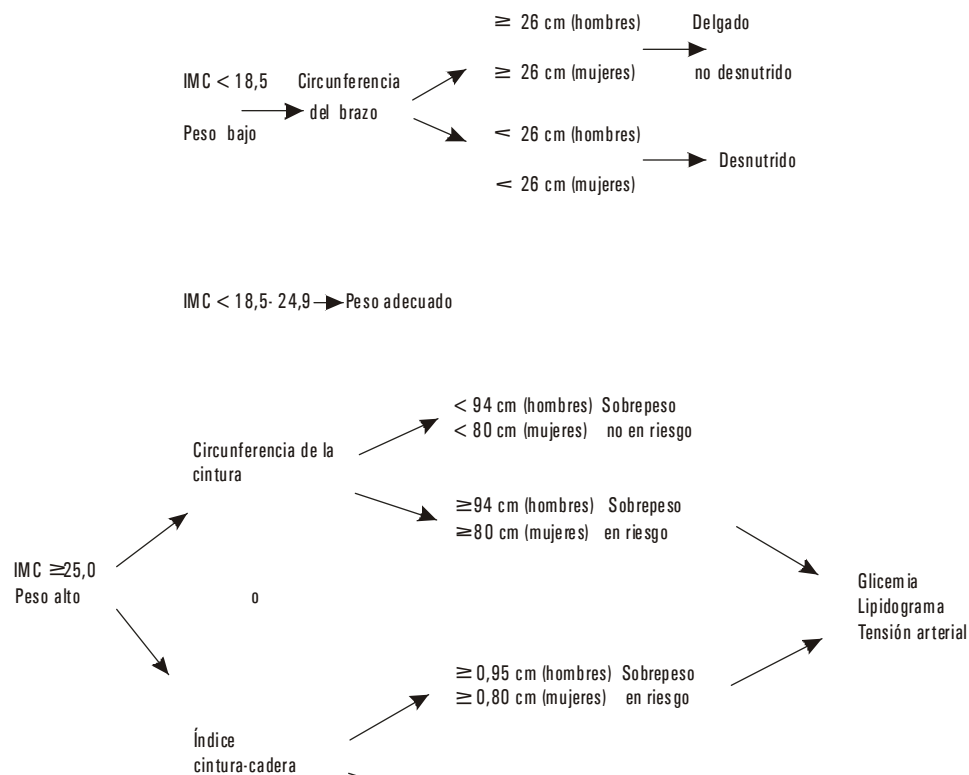 ≥ 26 cm (hombres) Delgado
≥ 26 cm (mujeres) no desnutrido
IMC < 18,5 Circunferencia
del brazo
Peso bajo
< 26 cm (hombres)
Desnutrido
< 26 cm (mujeres)
IMC < 18,5- 24,9 Peso adecuado
< 94 cm (hombres) Sobrepeso
< 80 cm (mujeres) no en riesgo
Circunferencia de la
cintura
≥94 cm (hombres) Sobrepeso
≥80 cm (mujeres) en riesgo
IMC ≥25,0
Peso alto
o
Glicemia
Lipidograma
Tensión arterial
≥ 0,95 cm (hombres) Sobrepeso
≥ 0,80 cm (mujeres) en riesgo
Índice
cintura-cadera